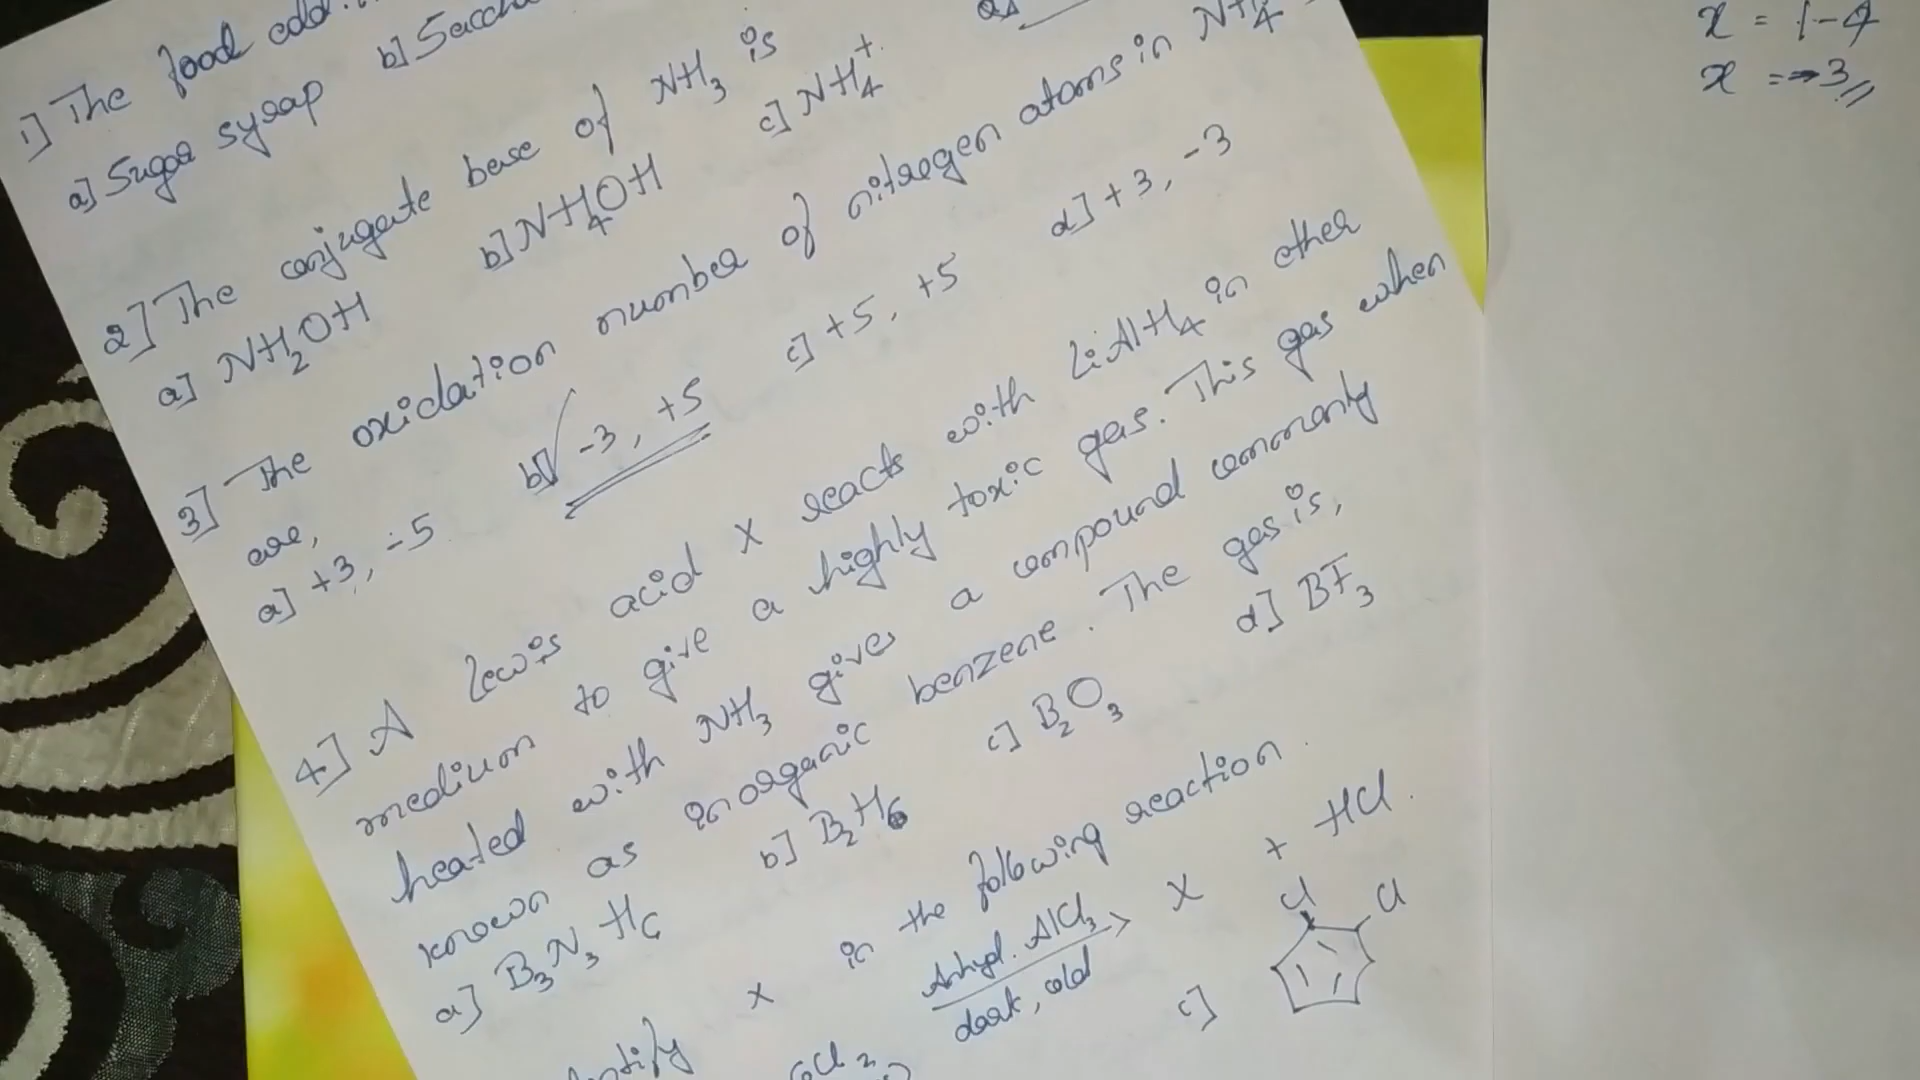 1] The food
a] Sugar syrap b]
2] The conjugate base of NH3 is
a] NH2OH b] NH4OH c] NH4+
3] The oxidation number of nitrogen atoms in NH4
are,
a] +3, -5 b] -3, +5 c] +5, +5 d] +3, -3
4] A Lewis acid X reacts with LiAlH4 in ether
medium to give a highly toxic gas. This gas when
heated with NH3 gives a compound commonly
known as inorganic benzene. The gas is,
a] B3N3H6 b] B2H6 c] B2O3 d] BF3
X in the following reaction.
Anhyd. AlCl3 X + HCl.
dark, cold
c] Cl Cl
x = 1-4
x = -3